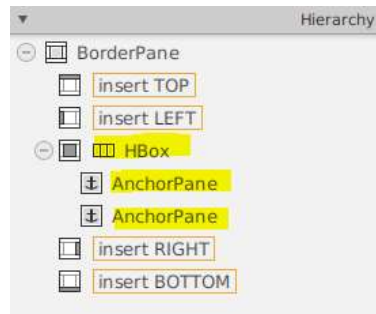 Hierarchy
BorderPane
insert TOP
insert LEFT
HBox
AnchorPane
AnchorPane
insert RIGHT
insert BOTTOM